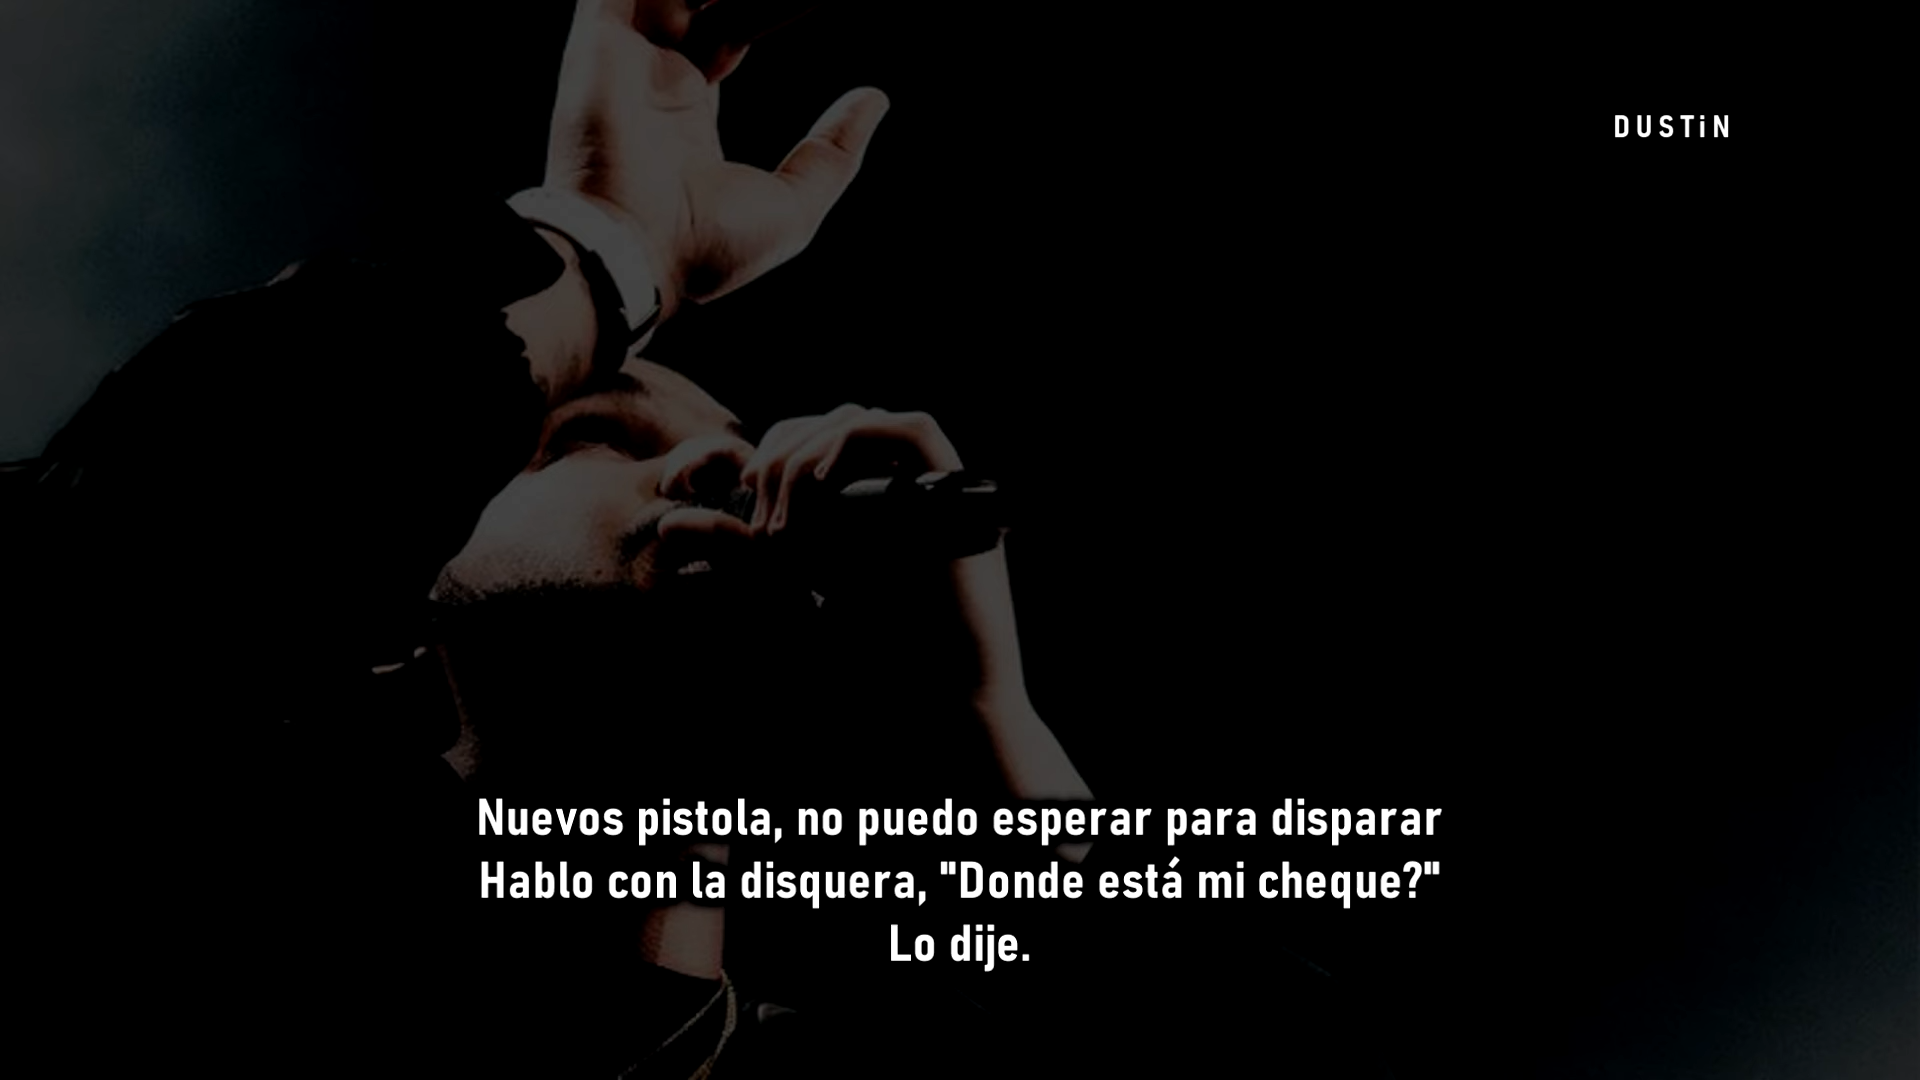 DUSTiN
Nuevos pistola, no puedo esperar para disparar
Hablo con la disquera, "Donde está mi cheque?"
Lo dije.